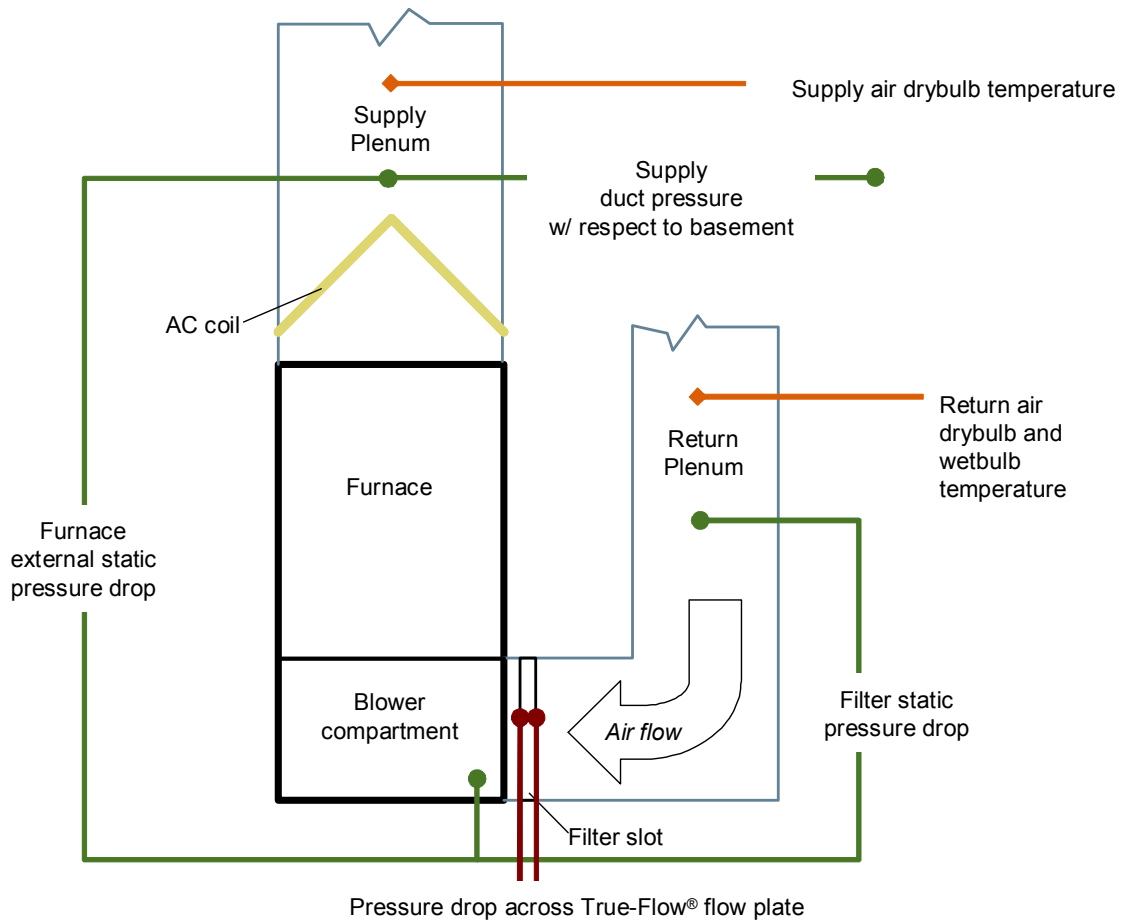 Supply air drybulb temperature
Supply
Plenum
Supply
duct pressure
w/ respect to basement
AC coil
Return air
drybulb and
wetbulb
temperature
Return
Plenum
Furnace
Furnace
external static
pressure drop
Blower
compartment
Air flow
Filter static
pressure drop
Filter slot
Pressure drop across True-Flow® flow plate